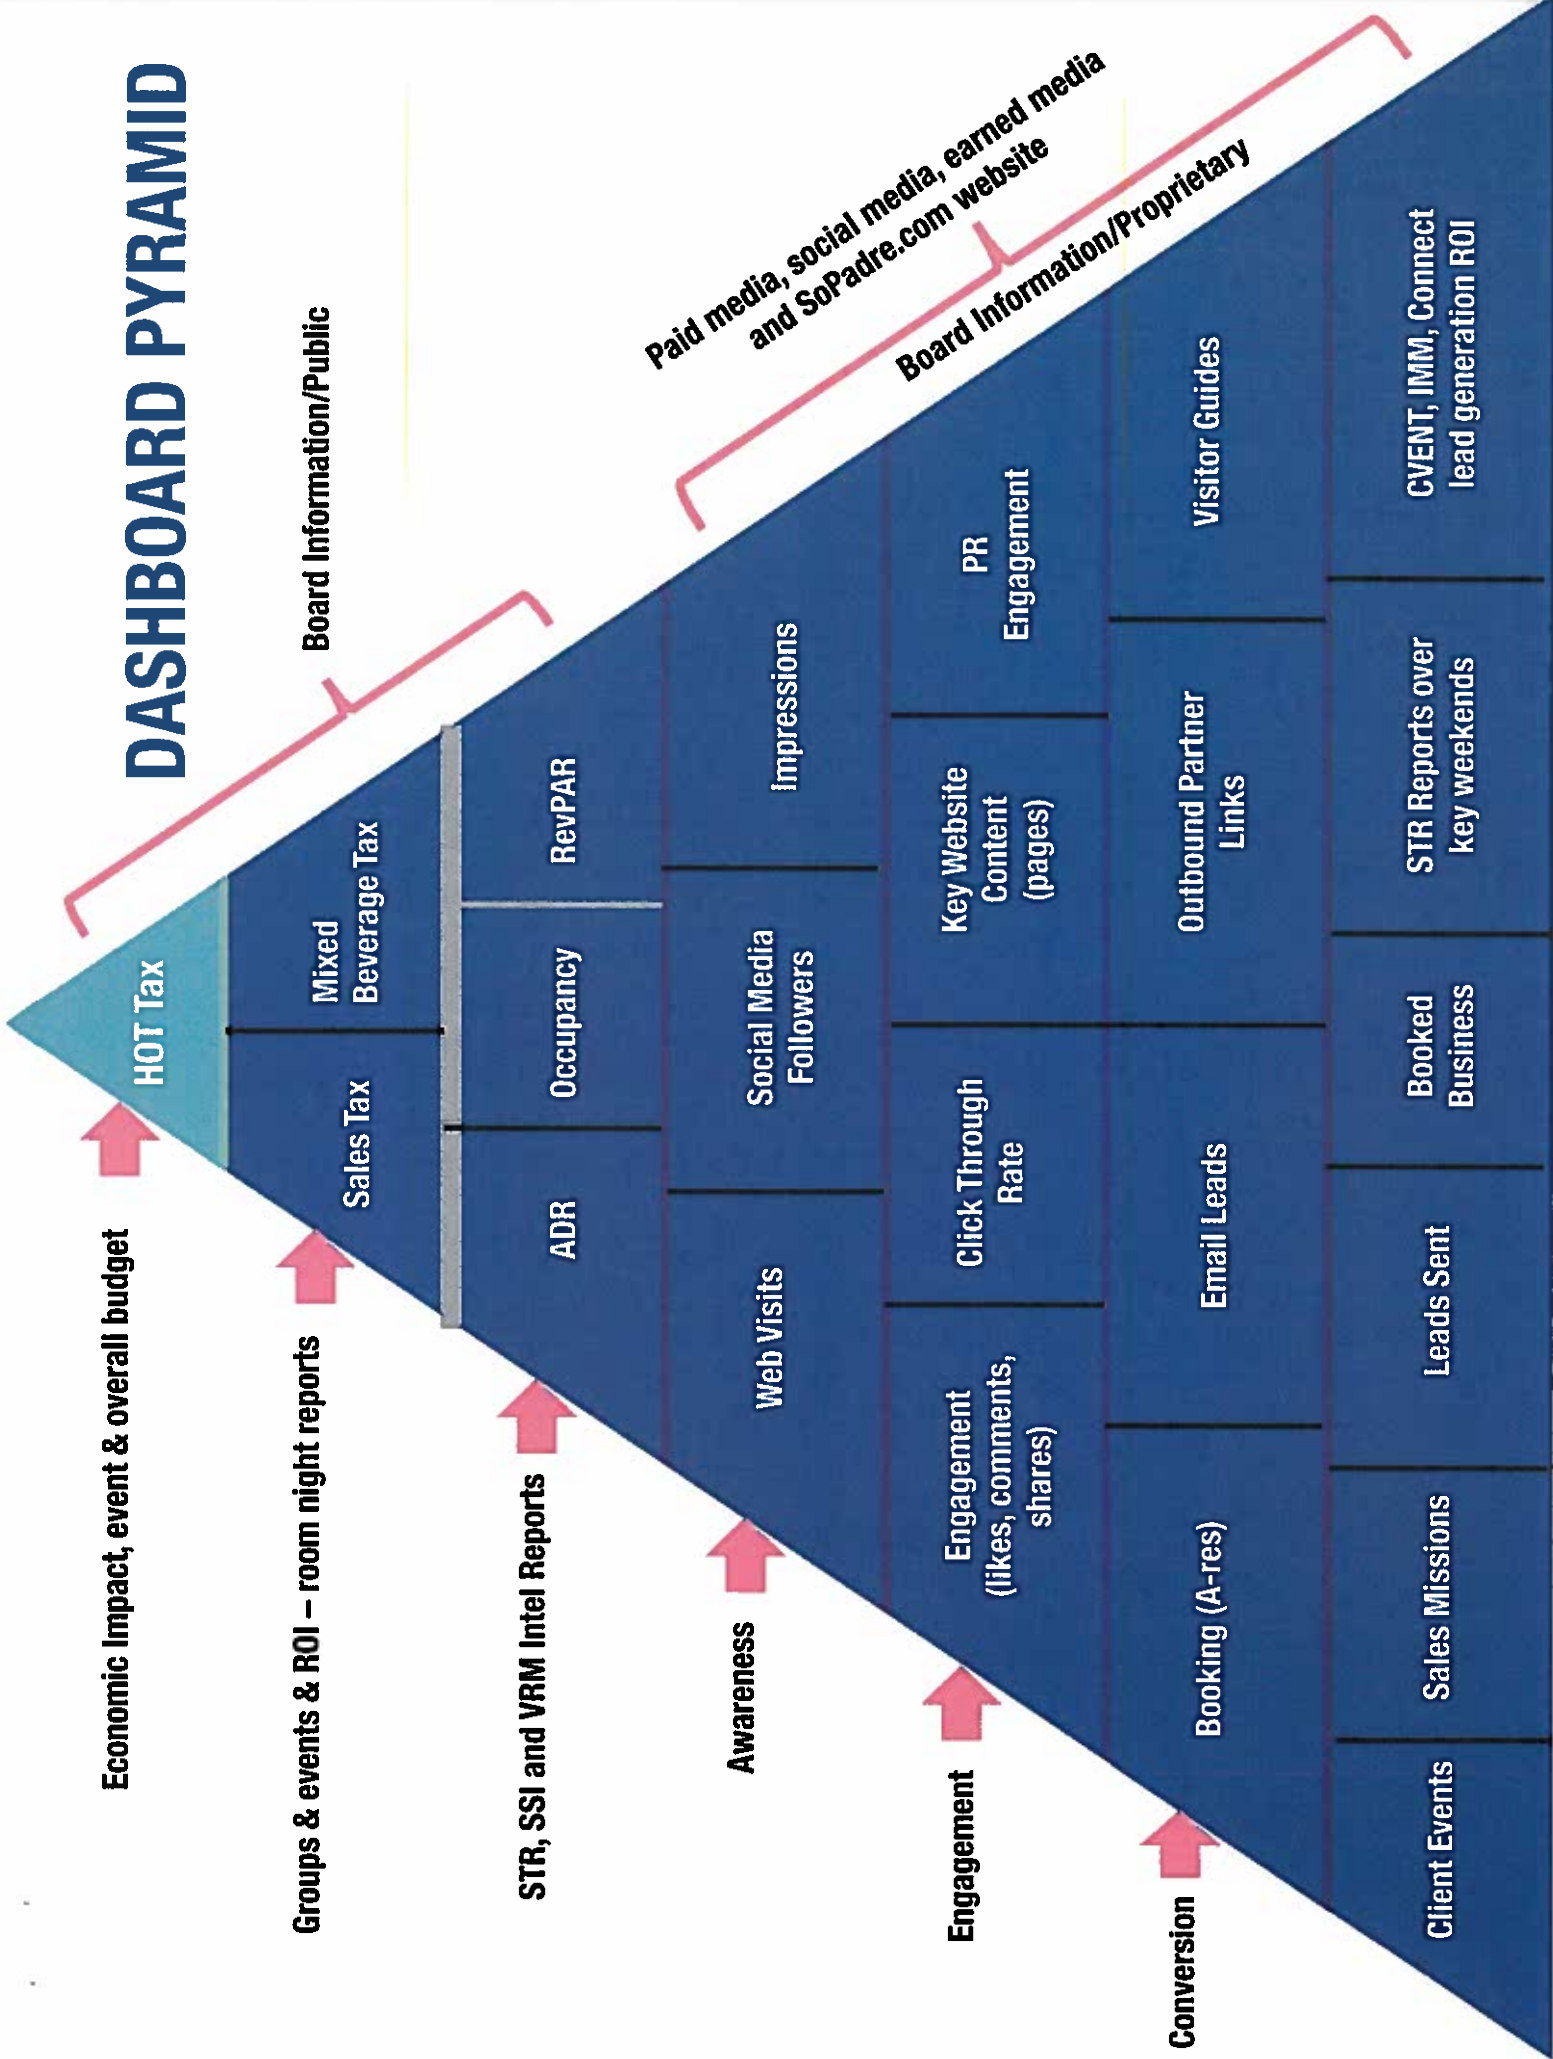 DASHBOARD PYRAMID
Economic Impact, event & overall budget
HOT Tax
Board Information/Public
Groups & events & ROI – room night reports
Sales Tax
Mixed
Beverage Tax
STR, SSI and VRM Intel Reports
ADR
Occupancy
RevPAR
Paid media, social media, earned media
and SoPadre.com website
Board Information/Proprietary
Awareness
Web Visits
Social Media
Followers
Impressions
Engagement
Engagement
(likes, comments,
shares)
Click Through
Rate
Key Website
Content
(pages)
PR
Engagement
Conversion
Booking (A-res)
Email Leads
Outbound Partner
Links
Visitor Guides
Client Events
Sales Missions
Leads Sent
Booked
Business
STR Reports over
key weekends
CVENT, IMM, Connect
lead generation ROI